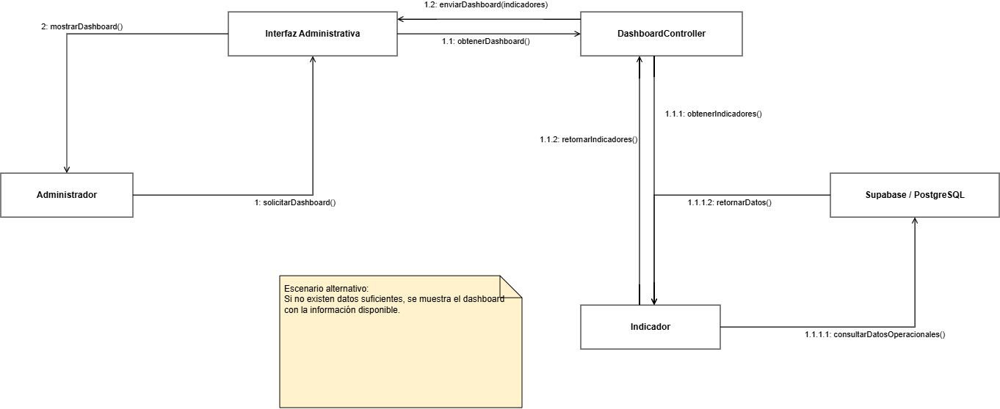 1.2: enviarDashboard(indicadores)
2: mostrarDashboard()
Interfaz Administrativa
DashboardController
1.1: obtenerDashboard()
1.1.1: obtenerIndicadores()
1.1.2: retornarIndicadores()
Administrador
1: solicitarDashboard()
1.1.1.2: retornarDatos()
Supabase / PostgreSQL
Escenario alternativo:
Si no existen datos suficientes, se muestra el dashboard
con la información disponible.
Indicador
1.1.1.1: consultarDatosOperacionales()